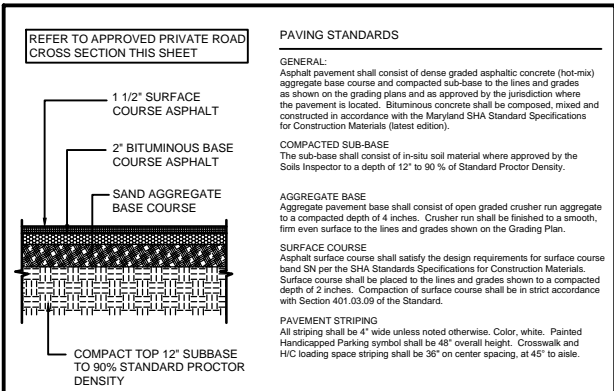 REFER TO APPROVED PRIVATE ROAD
CROSS SECTION THIS SHEET
1 1/2" SURFACE
COURSE ASPHALT
2" BITUMINOUS BASE
COURSE ASPHALT
SAND AGGREGATE
BASE COURSE
COMPACT TOP 12" SUBBASE
TO 90% STANDARD PROCTOR
DENSITY
PAVING STANDARDS
GENERAL:
Asphalt pavement shall consist of dense graded asphaltic concrete (hot-mix)
aggregate base course and compacted sub-base to the lines and grades
as shown on the grading plans and as approved by the jurisdiction where
the pavement is located. Bituminous concrete shall be composed, mixed and
constructed in accordance with the Maryland SHA Standard Specifications
for Construction Materials (latest edition).
COMPACTED SUB-BASE
The sub-base shall consist of in-situ soil material where approved by the
Soils Inspector to a depth of 12" to 90 % of Standard Proctor Density.
AGGREGATE BASE
Aggregate pavement base shall consist of open graded crusher run aggregate
to a compacted depth of 4 inches. Crusher run shall be finished to a smooth,
firm even surface to the lines and grades shown on the Grading Plan.
SURFACE COURSE
Asphalt surface course shall satisfy the design requirements for surface course
band SN per the SHA Standards Specifications for Construction Materials.
Surface course shall be placed to the lines and grades shown to a compacted
depth of 2 inches. Compaction of surface course shall be in strict accordance
with Section 401.03.09 of the Standard.
PAVEMENT STRIPING
All striping shall be 4" wide unless noted otherwise. Color, white. Painted
Handicapped Parking symbol shall be 48" overall height. Crosswalk and
H/C loading space striping shall be 36" on center spacing, at 45° to aisle.